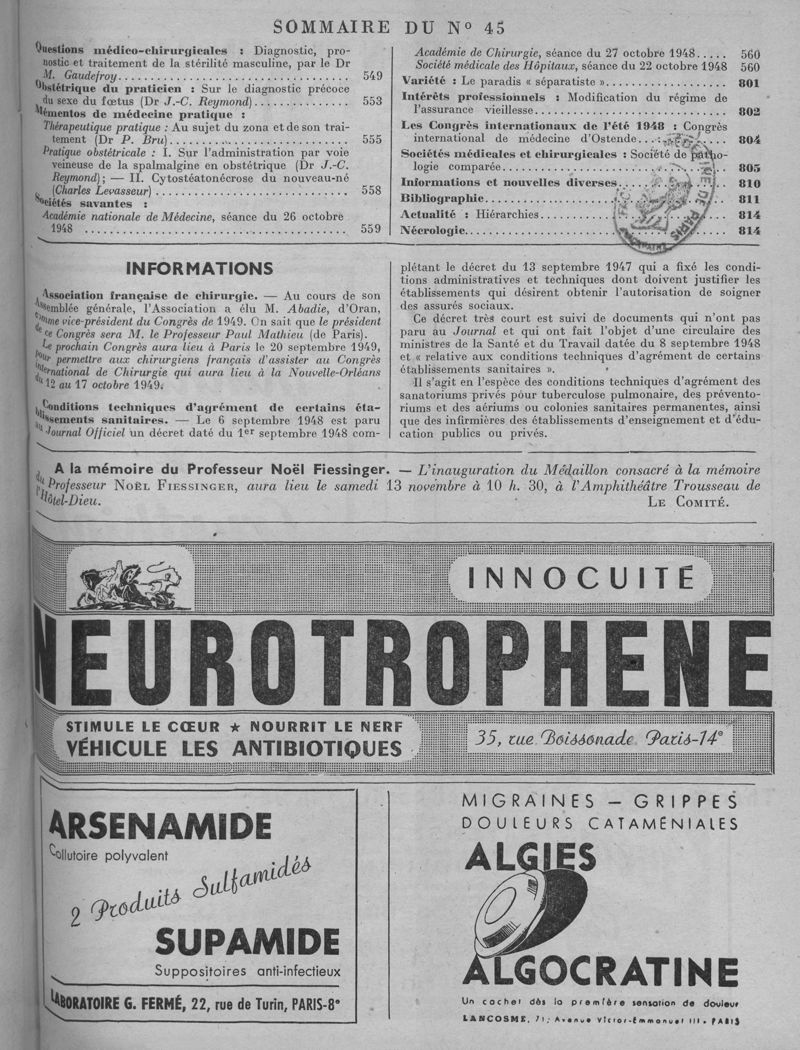 SOMMAIRE DU Nº 45
Questions médico-chirurgicales : Diagnostic, pro-
nostic et traitement de la stérilité masculine, par le Dr
M. Gaudefroy................................... 549
Obstétrique du praticien : Sur le diagnostic précoce
du sexe du fœtus (Dr J.-C. Reymond)............... 553
Mémentos de médecine pratique :
Thérapeutique pratique : Au sujet du zona et de son trai-
tement (Dr P. Bru)............................. 555
Pratique obstétricale : I. Sur l'administration par voie
veineuse de la spalmalgine en obstétrique (Dr J.-C.
Reymond); — II. Cytostéatonécrose du nouveau-né
(Charles Levasseur)............................. 558
Sociétés savantes :
Académie nationale de Médecine, séance du 26 octobre
1948 ........................................ 559
Académie de Chirurgie, séance du 27 octobre 1948..... 560
Société médicale des Hôpitaux, séance du 22 octobre 1948 560
Variété : Le paradis « séparatiste »................... 801
Intérêts professionnels : Modification du régime de
l'assurance vieillesse............................ 802
Les Congrès internationaux de l'été 1948 : Congrès
international de médecine d'Ostende............... 804
Sociétés médicales et chirurgicales : Société de patho-
logie comparée................................ 805
Informations et nouvelles diverses................ 810
Bibliographie................................... 811
Actualité : Hiérarchies............................ 814
Nécrologie...................................... 814
INFORMATIONS
Association française de chirurgie. — Au cours de son
assemblée générale, l'Association a élu M. Abadie, d'Oran,
comme vice-président du Congrès de 1949. On sait que le président
de ce Congrès sera M. le Professeur Paul Mathieu (de Paris).
Le prochain Congrès aura lieu à Paris le 20 septembre 1949,
pour permettre aux chirurgiens français d'assister au Congrès
international de Chirurgie qui aura lieu à la Nouvelle-Orléans
du 12 au 17 octobre 1949.
Conditions techniques d'agrément de certains éta-
blissements sanitaires. — Le 6 septembre 1948 est paru
au Journal Officiel un décret daté du 1er septembre 1948 com-
plétant le décret du 13 septembre 1947 qui a fixé les condi-
tions administratives et techniques dont doivent justifier les
établissements qui désirent obtenir l'autorisation de soigner
des assurés sociaux.
Ce décret très court est suivi de documents qui n'ont pas
paru au Journal et qui ont fait l'objet d'une circulaire des
ministres de la Santé et du Travail datée du 8 septembre 1948
et « relative aux conditions techniques d'agrément de certains
établissements sanitaires ».
Il s'agit en l'espèce des conditions techniques d'agrément des
sanatoriums privés pour tuberculose pulmonaire, des prévento-
riums et des aériums ou colonies sanitaires permanentes, ainsi
que des infirmières des établissements d'enseignement et d'édu-
cation publics ou privés.
A la mémoire du Professeur Noël Fiessinger. — L'inauguration du Médaillon consacré à la mémoire
du Professeur NOËL FIESSINGER, aura lieu le samedi 13 novembre à 10 h. 30, à l'Amphithéâtre Trousseau de
l'Hôtel-Dieu. LE COMITÉ.
INNOCUITÉ
NEUROTROPHENE
STIMULE LE CŒUR ★ NOURRIT LE NERF
VÉHICULE LES ANTIBIOTIQUES
35, rue Boissonade. Paris-14e
ARSENAMIDE
Collutoire polyvalent
2 Produits Sulfamidés
SUPAMIDE
Suppositoires anti-infectieux
LABORATOIRE G. FERMÉ, 22, rue de Turin, PARIS-8e
MIGRAINES — GRIPPES
DOULEURS CATAMÉNIALES
ALGIES
ALGOCRATINE
Un cachet dès la première sensation de douleur
LANCOSME, 71, Avenue Victor-Emmanuel III - PARIS